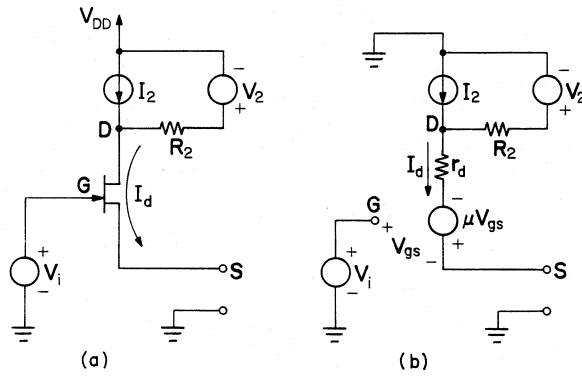 V_DD
I_2
−
V_2
+
D
R_2
G
I_d
+
V_i
−
S
(a)
I_2
−
V_2
+
D
R_2
I_d
r_d
−
μV_gs
+
G
+
V_gs
−
+
V_i
−
S
(b)